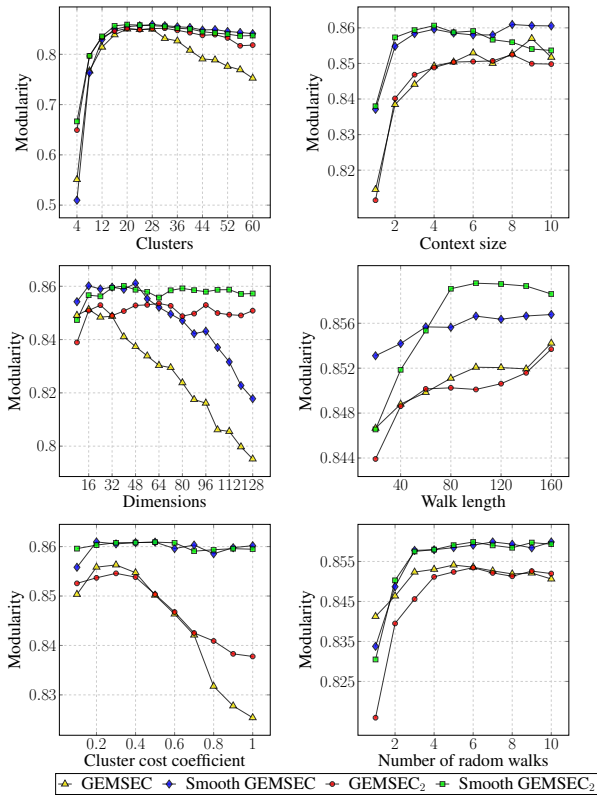 0.8
0.7
0.6
0.5
Modularity
4 12 20 28 36 44 52 60
Clusters
0.86
0.85
0.84
0.83
0.82
Modularity
2 4 6 8 10
Context size
0.86
0.84
0.82
0.8
Modularity
16 32 48 64 80 96 112 128
Dimensions
0.856
0.852
0.848
0.844
Modularity
40 80 120 160
Walk length
0.86
0.85
0.84
0.83
Modularity
0.2 0.4 0.6 0.8 1
Cluster cost coefficient
0.855
0.845
0.835
0.825
Modularity
2 4 6 8 10
Number of radom walks
GEMSEC Smooth GEMSEC GEMSEC₂ Smooth GEMSEC₂